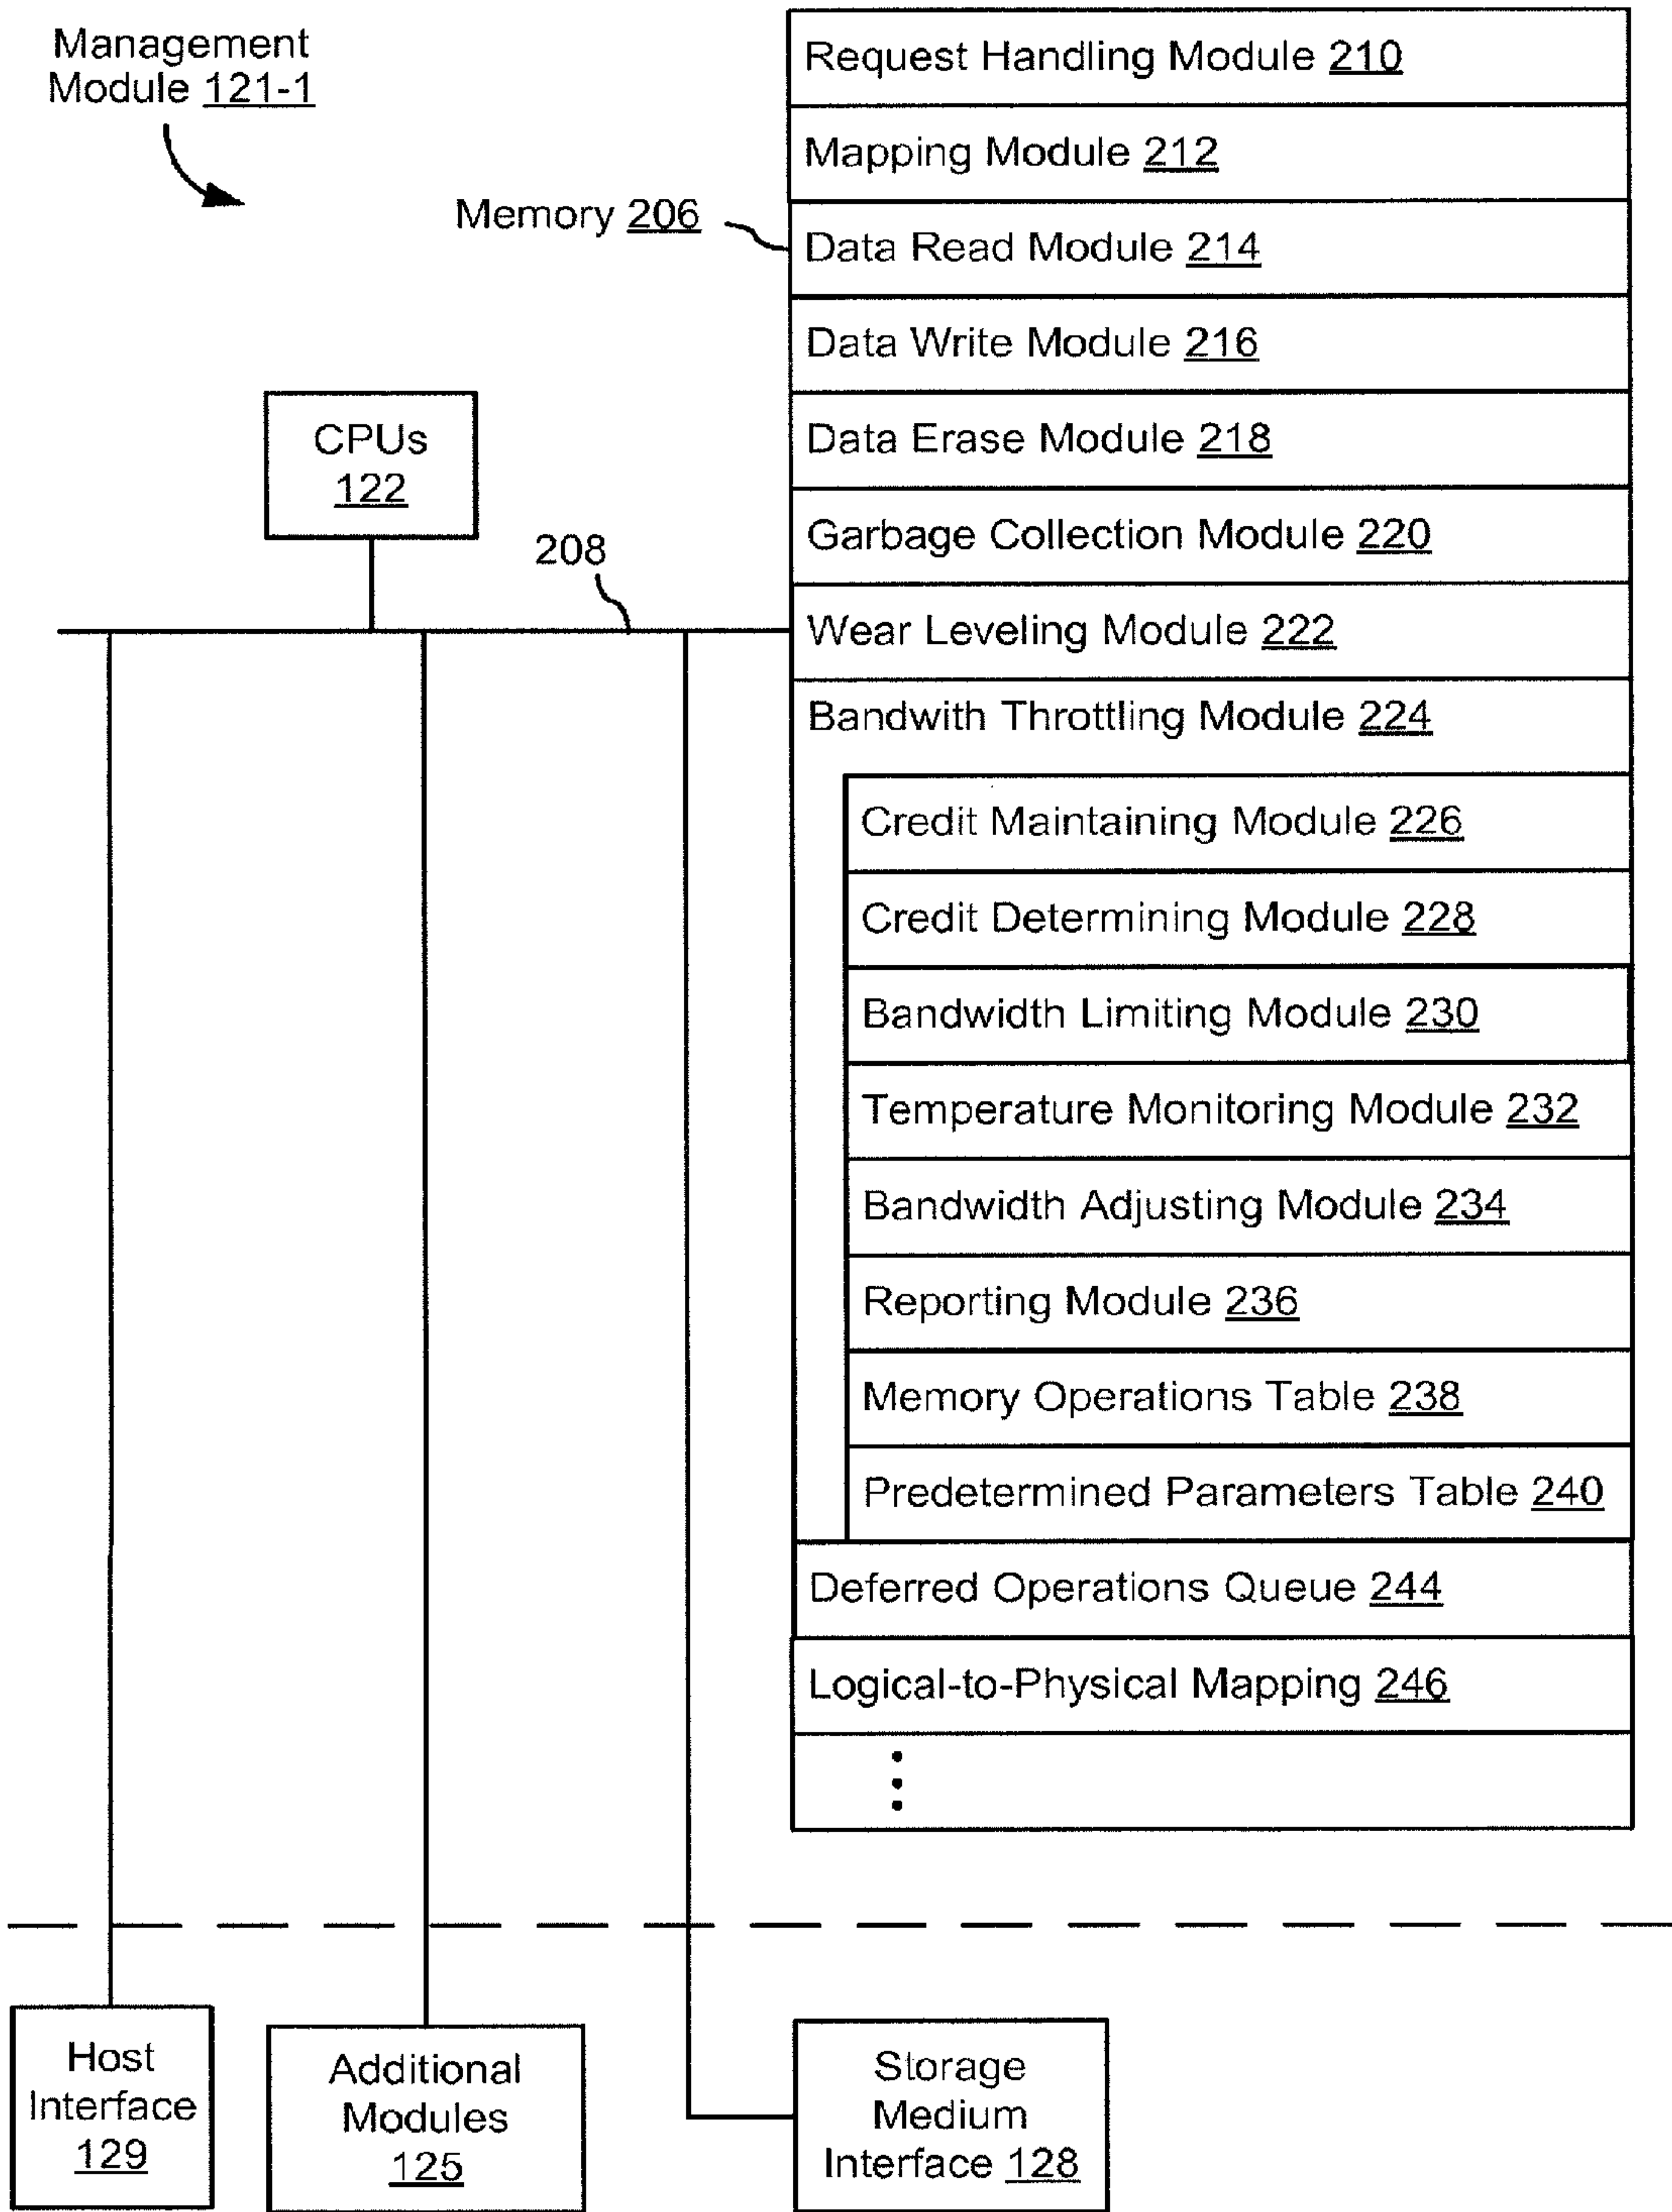 Management
Module 121-1
Memory 206
CPUs
122
208
Request Handling Module 210
Mapping Module 212
Data Read Module 214
Data Write Module 216
Data Erase Module 218
Garbage Collection Module 220
Wear Leveling Module 222
Bandwith Throttling Module 224
Credit Maintaining Module 226
Credit Determining Module 228
Bandwidth Limiting Module 230
Temperature Monitoring Module 232
Bandwidth Adjusting Module 234
Reporting Module 236
Memory Operations Table 238
Predetermined Parameters Table 240
Deferred Operations Queue 244
Logical-to-Physical Mapping 246
Host
Interface
129
Additional
Modules
125
Storage
Medium
Interface 128